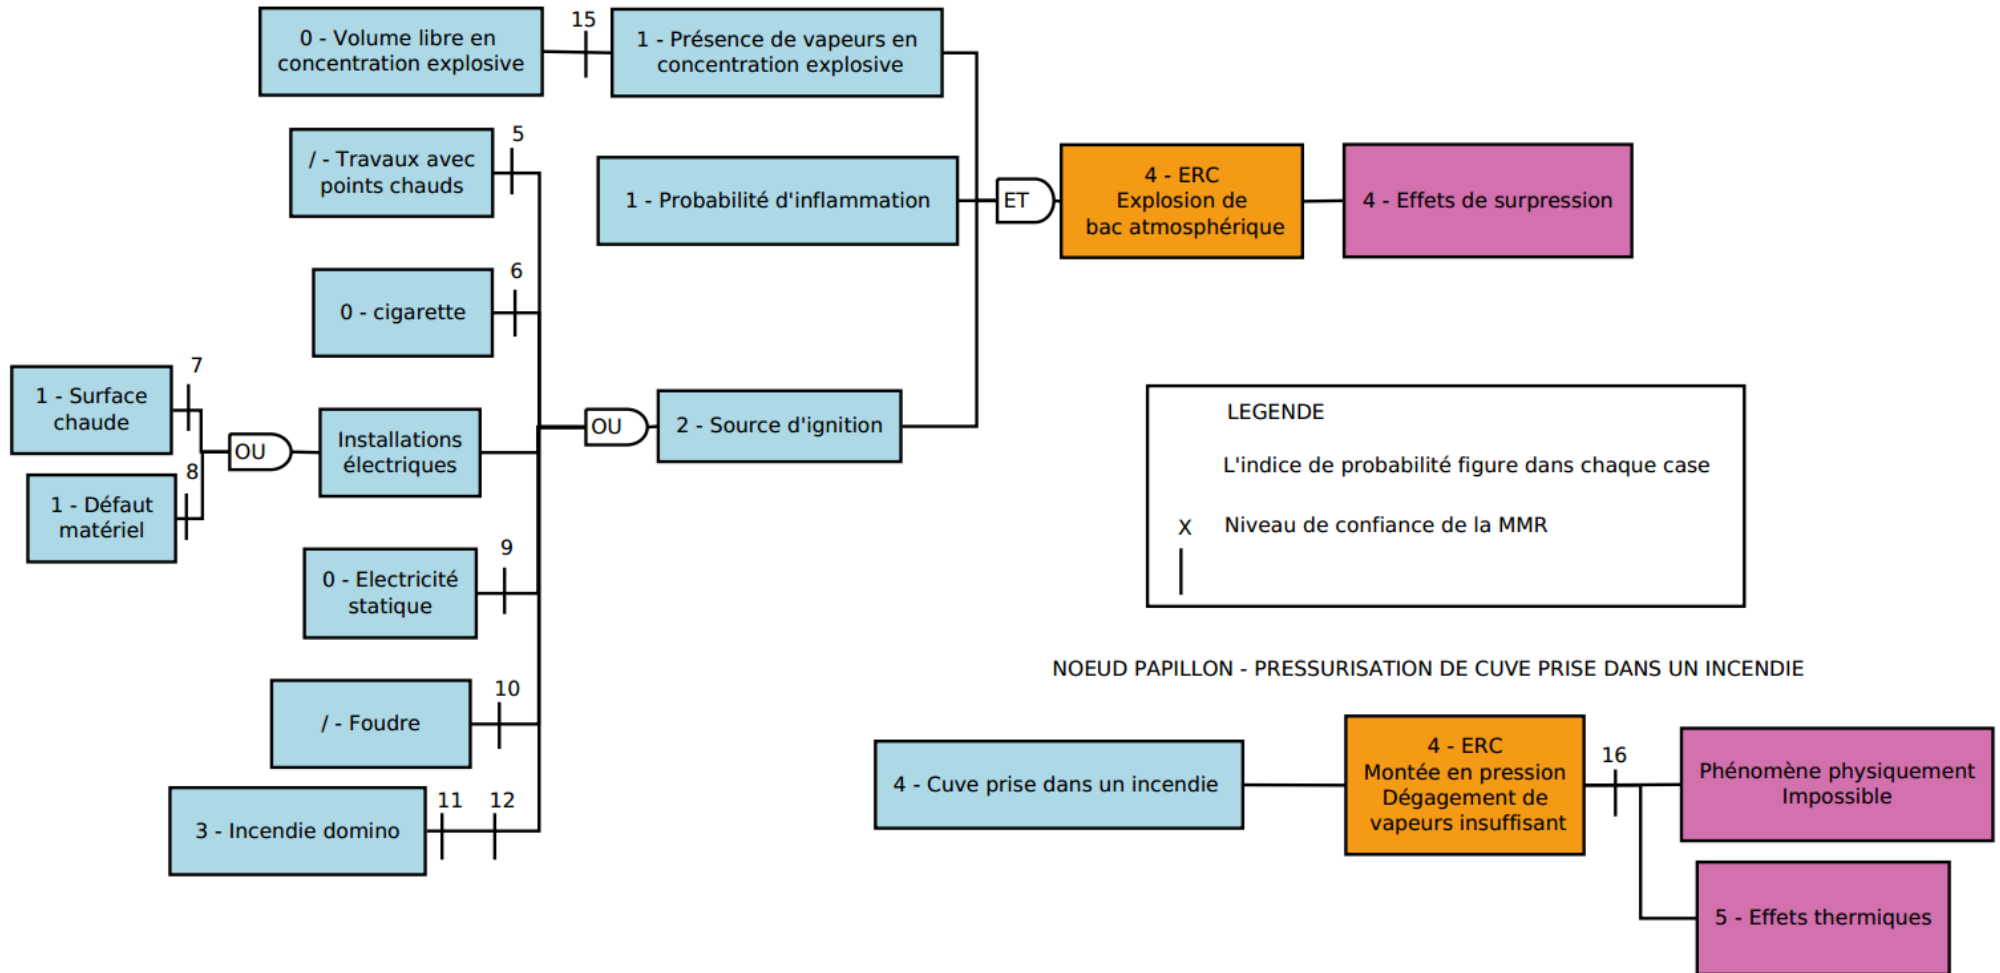 15
0 - Volume libre en
concentration explosive
1 - Présence de vapeurs en
concentration explosive
5
/ - Travaux avec
points chauds
1 - Probabilité d'inflammation
ET
4 - ERC
Explosion de
bac atmosphérique
4 - Effets de surpression
6
0 - cigarette
7
1 - Surface
chaude
8
1 - Défaut
matériel
OU
Installations
électriques
OU
2 - Source d'ignition
LEGENDE
L'indice de probabilité figure dans chaque case
X
Niveau de confiance de la MMR
9
0 - Electricité
statique
10
/ - Foudre
11
12
3 - Incendie domino
NOEUD PAPILLON - PRESSURISATION DE CUVE PRISE DANS UN INCENDIE
4 - Cuve prise dans un incendie
4 - ERC
Montée en pression
Dégagement de
vapeurs insuffisant
16
Phénomène physiquement
Impossible
5 - Effets thermiques